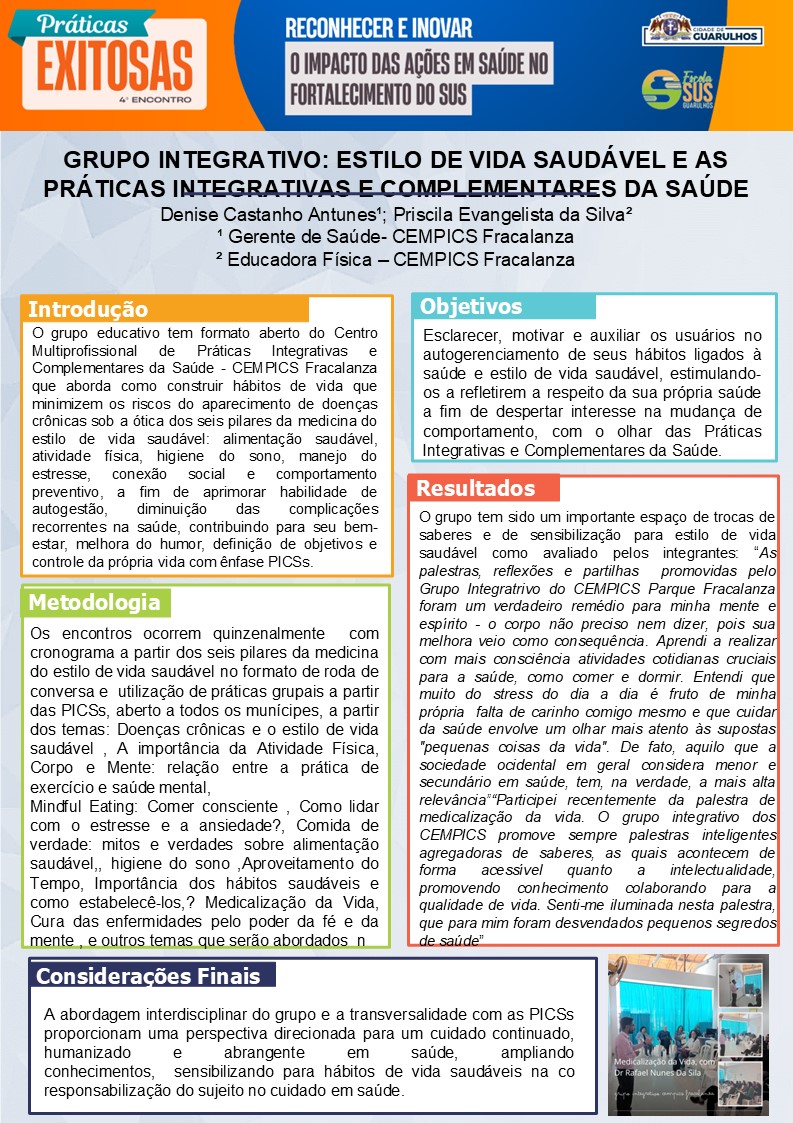 Práticas
EXITOSAS
4º ENCONTRO
RECONHECER E INOVAR
O IMPACTO DAS AÇÕES EM SAÚDE NO
FORTALECIMENTO DO SUS
CIDADE DE
GUARULHOS
Escola
SUS
GUARULHOS
GRUPO INTEGRATIVO: ESTILO DE VIDA SAUDÁVEL E AS
PRÁTICAS INTEGRATIVAS E COMPLEMENTARES DA SAÚDE
Denise Castanho Antunes¹; Priscila Evangelista da Silva²
¹ Gerente de Saúde- CEMPICS Fracalanza
² Educadora Física – CEMPICS Fracalanza
Introdução
O grupo educativo tem formato aberto do Centro
Multiprofissional de Práticas Integrativas e
Complementares da Saúde - CEMPICS Fracalanza
que aborda como construir hábitos de vida que
minimizem os riscos do aparecimento de doenças
crônicas sob a ótica dos seis pilares da medicina do
estilo de vida saudável: alimentação saudável,
atividade física, higiene do sono, manejo do
estresse, conexão social e comportamento
preventivo, a fim de aprimorar habilidade de
autogestão, diminuição das complicações
recorrentes na saúde, contribuindo para seu bem-
estar, melhora do humor, definição de objetivos e
controle da própria vida com ênfase PICSs.
Metodologia
Os encontros ocorrem quinzenalmente com
cronograma a partir dos seis pilares da medicina
do estilo de vida saudável no formato de roda de
conversa e utilização de práticas grupais a partir
das PICSs, aberto a todos os munícipes, a partir
dos temas: Doenças crônicas e o estilo de vida
saudável , A importância da Atividade Física,
Corpo e Mente: relação entre a prática de
exercício e saúde mental,
Mindful Eating: Comer consciente , Como lidar
com o estresse e a ansiedade?, Comida de
verdade: mitos e verdades sobre alimentação
saudável,, higiene do sono ,Aproveitamento do
Tempo, Importância dos hábitos saudáveis e
como estabelecê-los,? Medicalização da Vida,
Cura das enfermidades pelo poder da fé e da
mente , e outros temas que serão abordados n
Objetivos
Esclarecer, motivar e auxiliar os usuários no
autogerenciamento de seus hábitos ligados à
saúde e estilo de vida saudável, estimulando-
os a refletirem a respeito da sua própria saúde
a fim de despertar interesse na mudança de
comportamento, com o olhar das Práticas
Integrativas e Complementares da Saúde.
Resultados
O grupo tem sido um importante espaço de trocas de
saberes e de sensibilização para estilo de vida
saudável como avaliado pelos integrantes: “As
palestras, reflexões e partilhas promovidas pelo
Grupo Integratrivo do CEMPICS Parque Fracalanza
foram um verdadeiro remédio para minha mente e
espírito - o corpo não preciso nem dizer, pois sua
melhora veio como consequência. Aprendi a realizar
com mais consciência atividades cotidianas cruciais
para a saúde, como comer e dormir. Entendi que
muito do stress do dia a dia é fruto de minha
própria falta de carinho comigo mesmo e que cuidar
da saúde envolve um olhar mais atento às supostas
"pequenas coisas da vida". De fato, aquilo que a
sociedade ocidental em geral considera menor e
secundário em saúde, tem, na verdade, a mais alta
relevância”“Participei recentemente da palestra de
medicalização da vida. O grupo integrativo dos
CEMPICS promove sempre palestras inteligentes
agregadoras de saberes, as quais acontecem de
forma acessivel quanto a intelectualidade,
promovendo conhecimento colaborando para a
qualidade de vida. Senti-me iluminada nesta palestra,
que para mim foram desvendados pequenos segredos
de saúde”
Considerações Finais
A abordagem interdisciplinar do grupo e a transversalidade com as PICSs
proporcionam uma perspectiva direcionada para um cuidado continuado,
humanizado e abrangente em saúde, ampliando
conhecimentos, sensibilizando para hábitos de vida saudáveis na co
responsabilização do sujeito no cuidado em saúde.
Medicalização da Vida, com
Dr Rafael Nunes Da Sila
grupo integrativo cempics fracalanza